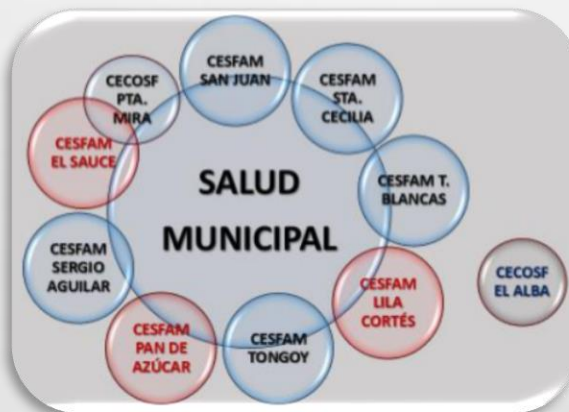 CESFAM
SAN JUAN
CESFAM
STA.
CECILIA
CESFAM T.
BLANCAS
CESFAM
LILA
CORTÉS
CESFAM
TONGOY
CESFAM
PAN DE
AZÚCAR
CESFAM
SERGIO
AGUILAR
CESFAM
EL SAUCE
CECOSF
PTA.
MIRA
SALUD
MUNICIPAL
CECOSF
EL ALBA